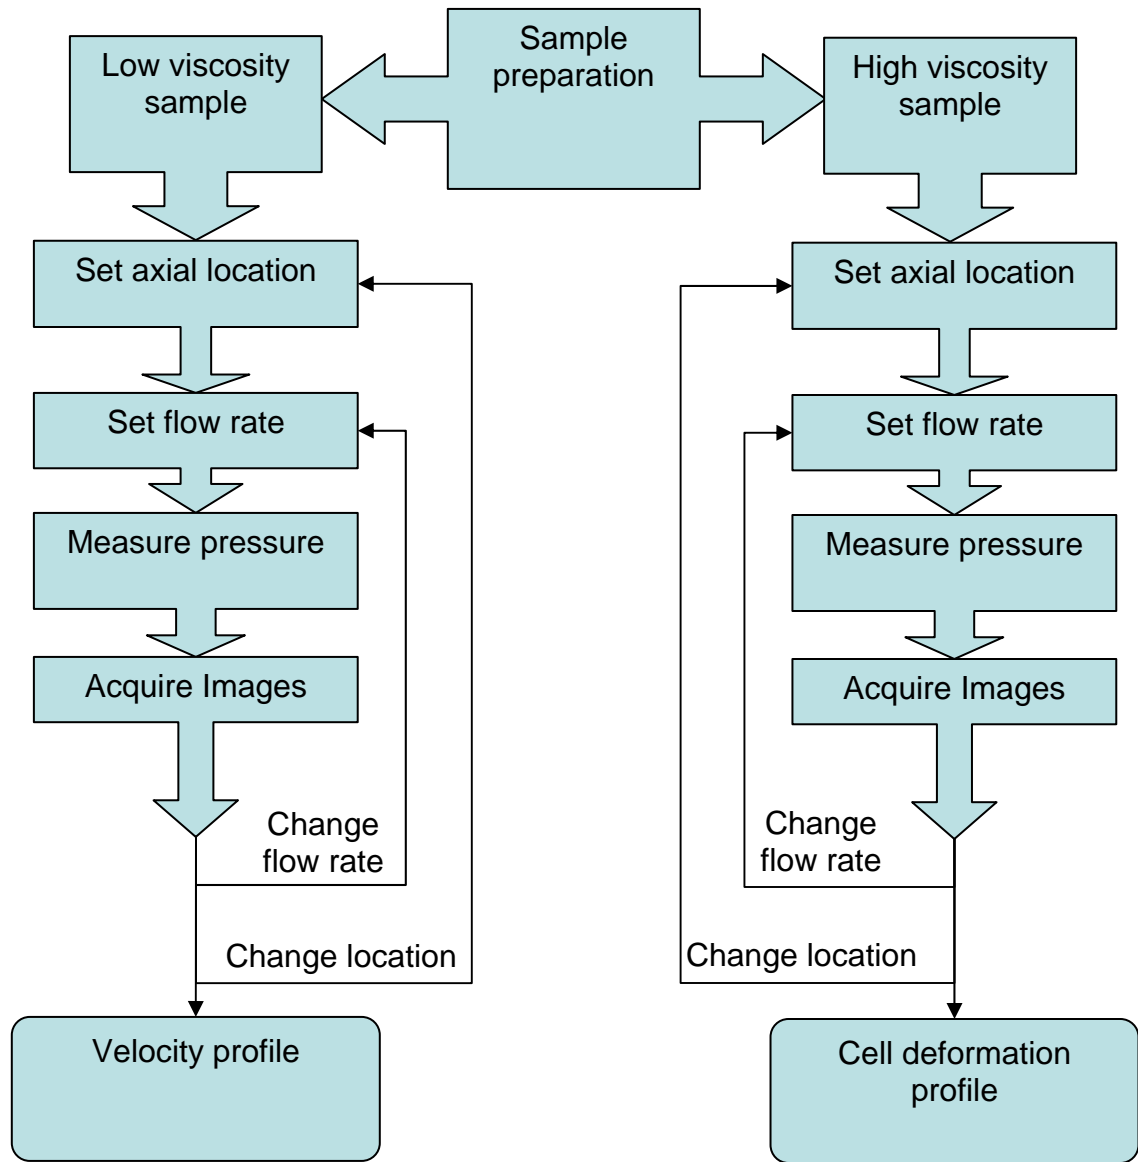 Sample
preparation
Low viscosity
sample
High viscosity
sample
Set axial location
Set flow rate
Measure pressure
Acquire Images
Change
flow rate
Change location
Velocity profile
Set axial location
Set flow rate
Measure pressure
Acquire Images
Change
flow rate
Change location
Cell deformation
profile